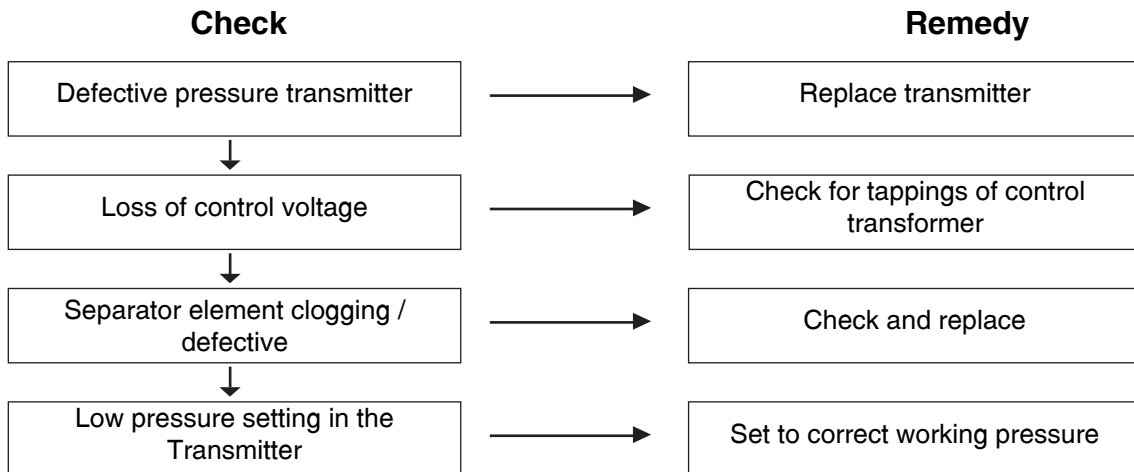 Check
Remedy
Defective pressure transmitter
Replace transmitter
Loss of control voltage
Check for tappings of control
transformer
Separator element clogging /
defective
Check and replace
Low pressure setting in the
Transmitter
Set to correct working pressure